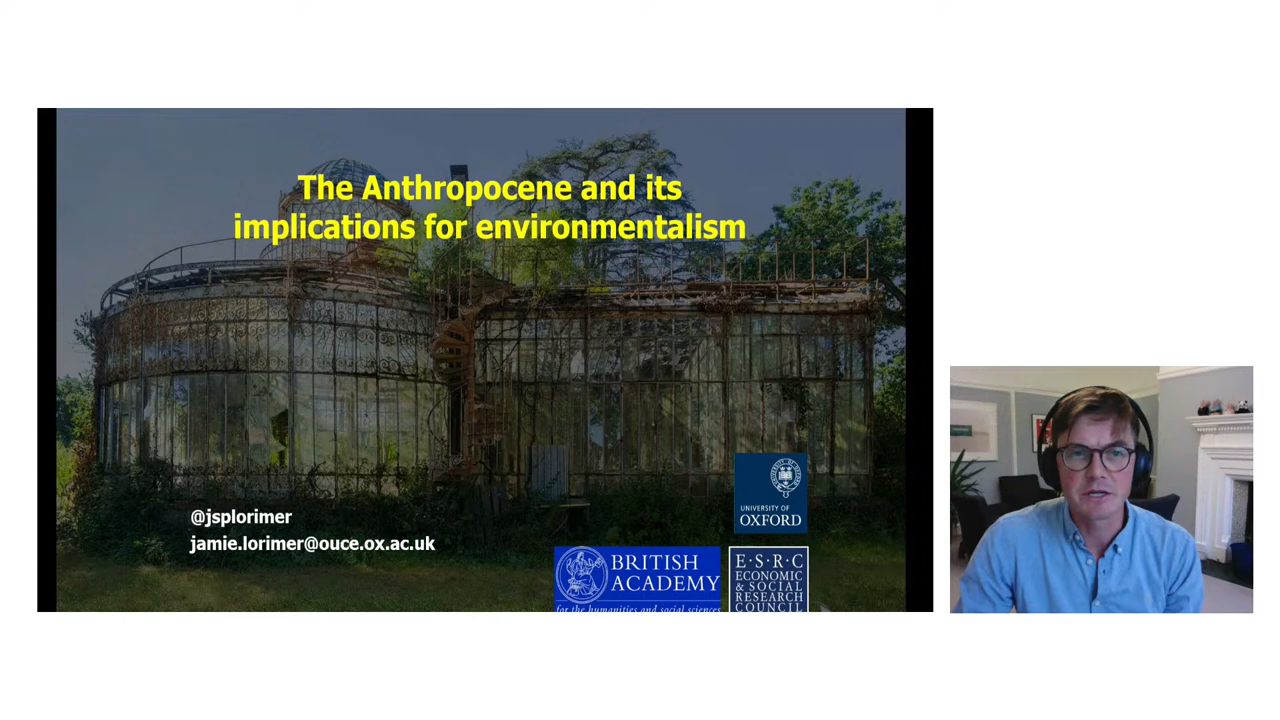 The Anthropocene and its
implications for environmentalism
@jsplorimer
jamie.lorimer@ouce.ox.ac.uk
UNIVERSITY OF
OXFORD
BRITISH
ACADEMY
for the humanities and social sciences
E·S·R·C
ECONOMIC
& SOCIAL
RESEARCH
COUNCIL